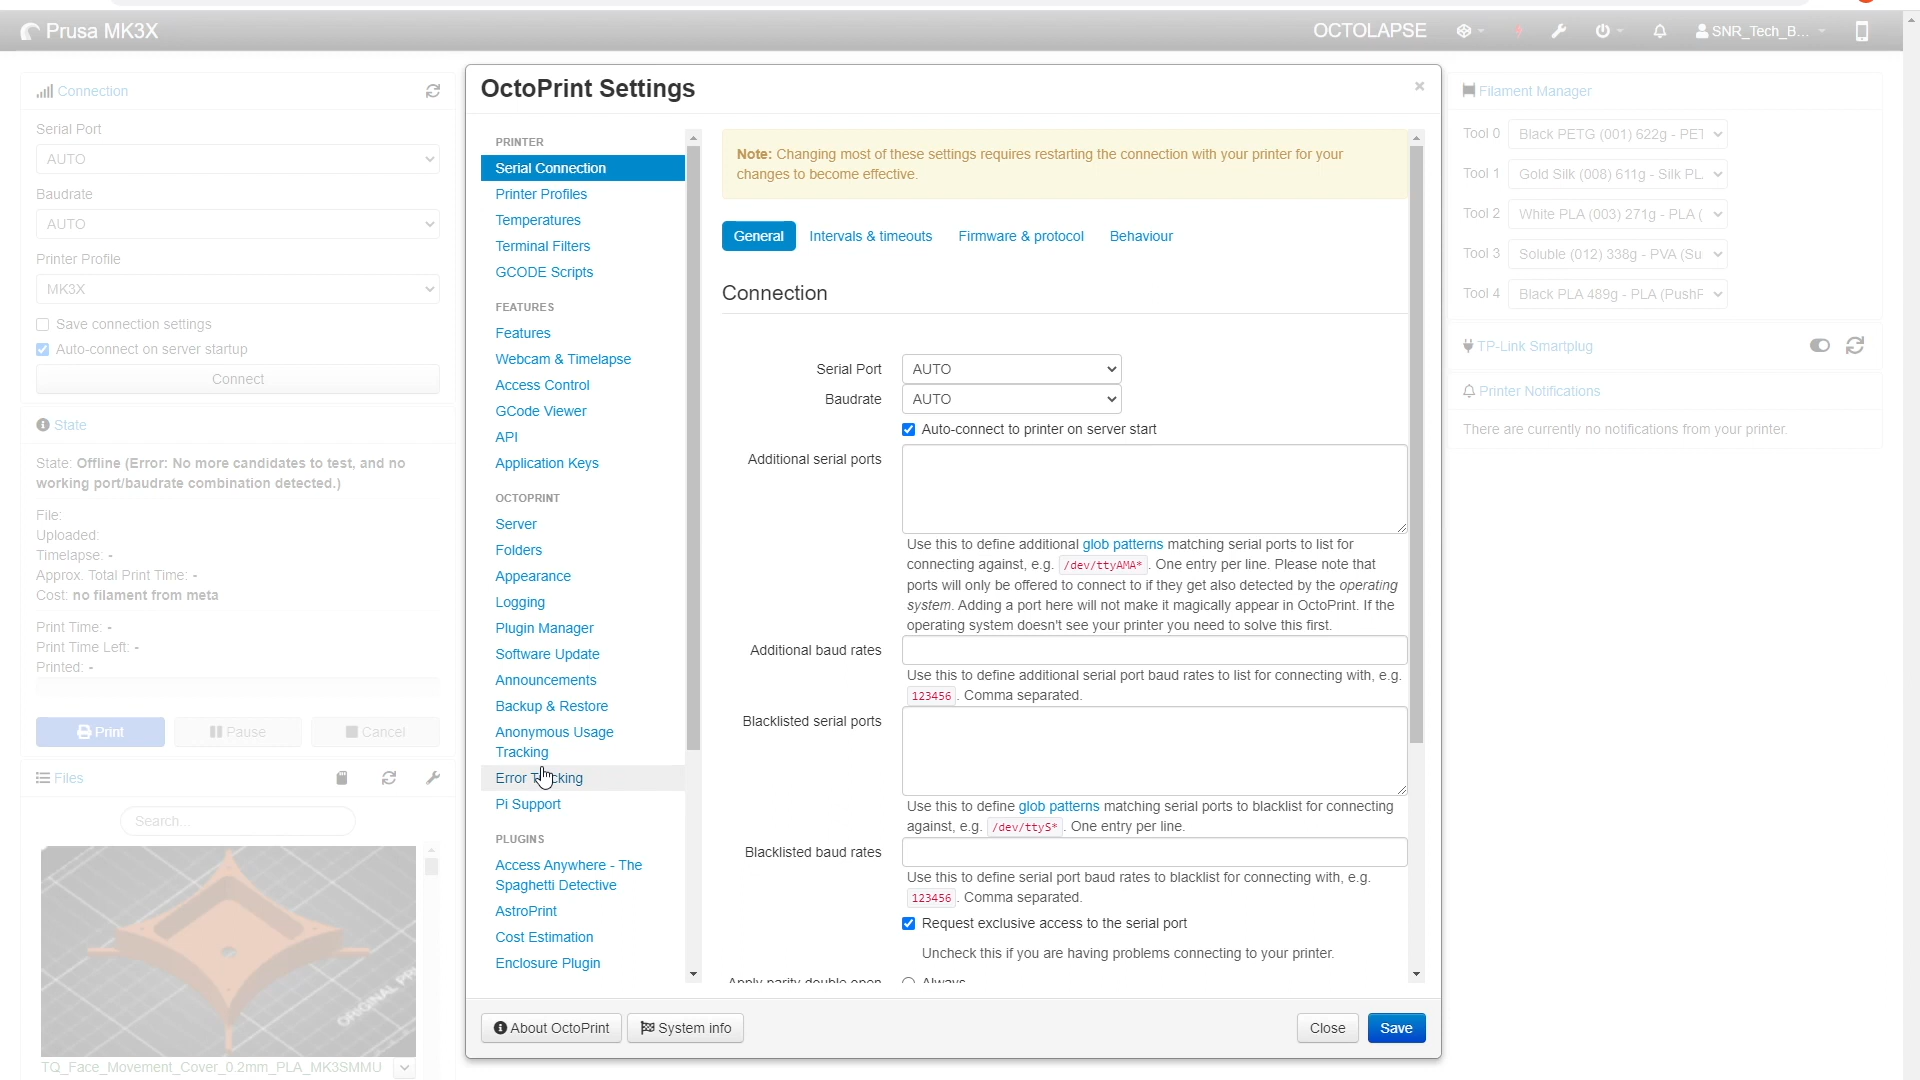 Prusa MK3X
OCTOLAPSE
SNR_Tech_B...
Connection
Serial Port
AUTO
Baudrate
AUTO
Printer Profile
MK3X
Save connection settings
Auto-connect on server startup
Connect
State
State: Offline (Error: No more candidates to test, and no
working port/baudrate combination detected.)
File:
Uploaded:
Timelapse: -
Approx. Total Print Time: -
Cost: no filament from meta
Print Time: -
Print Time Left: -
Printed: -
Print
Pause
Cancel
Files
Search...
ORIGINAL PR
TQ_Face_Movement_Cover_0.2mm_PLA_MK3SMMU
OctoPrint Settings
×
PRINTER
Serial Connection
Printer Profiles
Temperatures
Terminal Filters
GCODE Scripts
FEATURES
Features
Webcam & Timelapse
Access Control
GCode Viewer
API
Application Keys
OCTOPRINT
Server
Folders
Appearance
Logging
Plugin Manager
Software Update
Announcements
Backup & Restore
Anonymous Usage
Tracking
Error Tracking
Pi Support
PLUGINS
Access Anywhere - The
Spaghetti Detective
AstroPrint
Cost Estimation
Enclosure Plugin
Note: Changing most of these settings requires restarting the connection with your printer for your
changes to become effective.
General
Intervals & timeouts
Firmware & protocol
Behaviour
Connection
Serial Port
AUTO
Baudrate
AUTO
Auto-connect to printer on server start
Additional serial ports
Use this to define additional glob patterns matching serial ports to list for
connecting against, e.g. /dev/ttyAMA* . One entry per line. Please note that
ports will only be offered to connect to if they get also detected by the operating
system. Adding a port here will not make it magically appear in OctoPrint. If the
operating system doesn't see your printer you need to solve this first.
Additional baud rates
Use this to define additional serial port baud rates to list for connecting with, e.g.
123456 . Comma separated.
Blacklisted serial ports
Use this to define glob patterns matching serial ports to blacklist for connecting
against, e.g. /dev/ttyS* . One entry per line.
Blacklisted baud rates
Use this to define serial port baud rates to blacklist for connecting with, e.g.
123456 . Comma separated.
Request exclusive access to the serial port
Uncheck this if you are having problems connecting to your printer.
Apply parity double open
Always
About OctoPrint
System info
Close
Save
Filament Manager
Tool 0
Black PETG (001) 622g - PET
Tool 1
Gold Silk (008) 611g - Silk PL
Tool 2
White PLA (003) 271g - PLA (
Tool 3
Soluble (012) 338g - PVA (Su
Tool 4
Black PLA 489g - PLA (PushF
TP-Link Smartplug
Printer Notifications
There are currently no notifications from your printer.